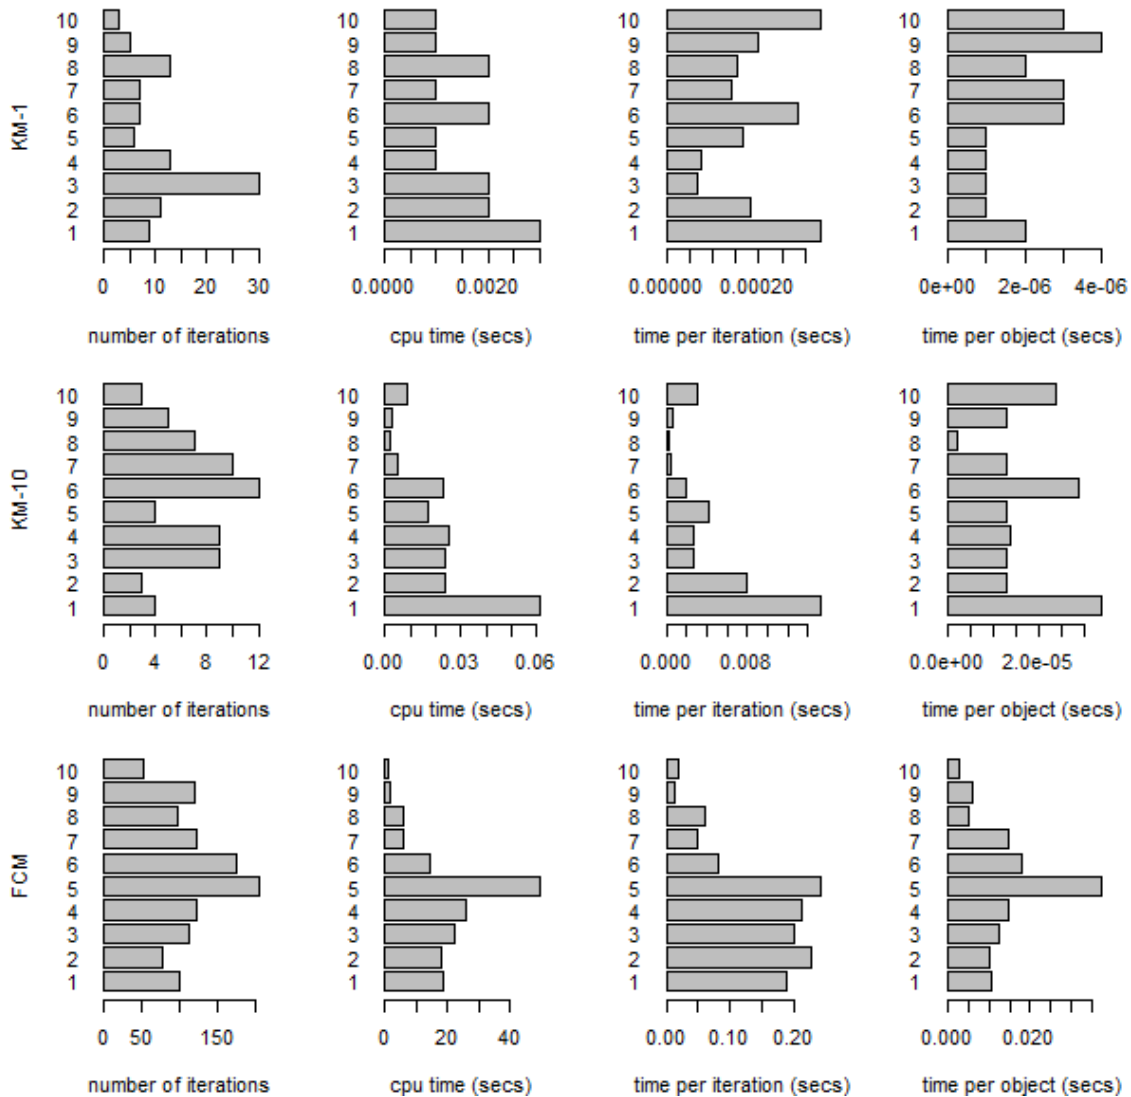 KM-1
10 10 10 10
9 9 9 9
8 8 8 8
7 7 7 7
6 6 6 6
5 5 5 5
4 4 4 4
3 3 3 3
2 2 2 2
1 1 1 1
0 10 20 30 0.0000 0.0020 0.00000 0.00020 0e+00 2e-06 4e-06
number of iterations cpu time (secs) time per iteration (secs) time per object (secs)
KM-10
10 10 10 10
9 9 9 9
8 8 8 8
7 7 7 7
6 6 6 6
5 5 5 5
4 4 4 4
3 3 3 3
2 2 2 2
1 1 1 1
0 4 8 12 0.00 0.03 0.06 0.000 0.008 0.0e+00 2.0e-05
number of iterations cpu time (secs) time per iteration (secs) time per object (secs)
FCM
10 10 10 10
9 9 9 9
8 8 8 8
7 7 7 7
6 6 6 6
5 5 5 5
4 4 4 4
3 3 3 3
2 2 2 2
1 1 1 1
0 50 150 0 20 40 0.00 0.10 0.20 0.000 0.020
number of iterations cpu time (secs) time per iteration (secs) time per object (secs)